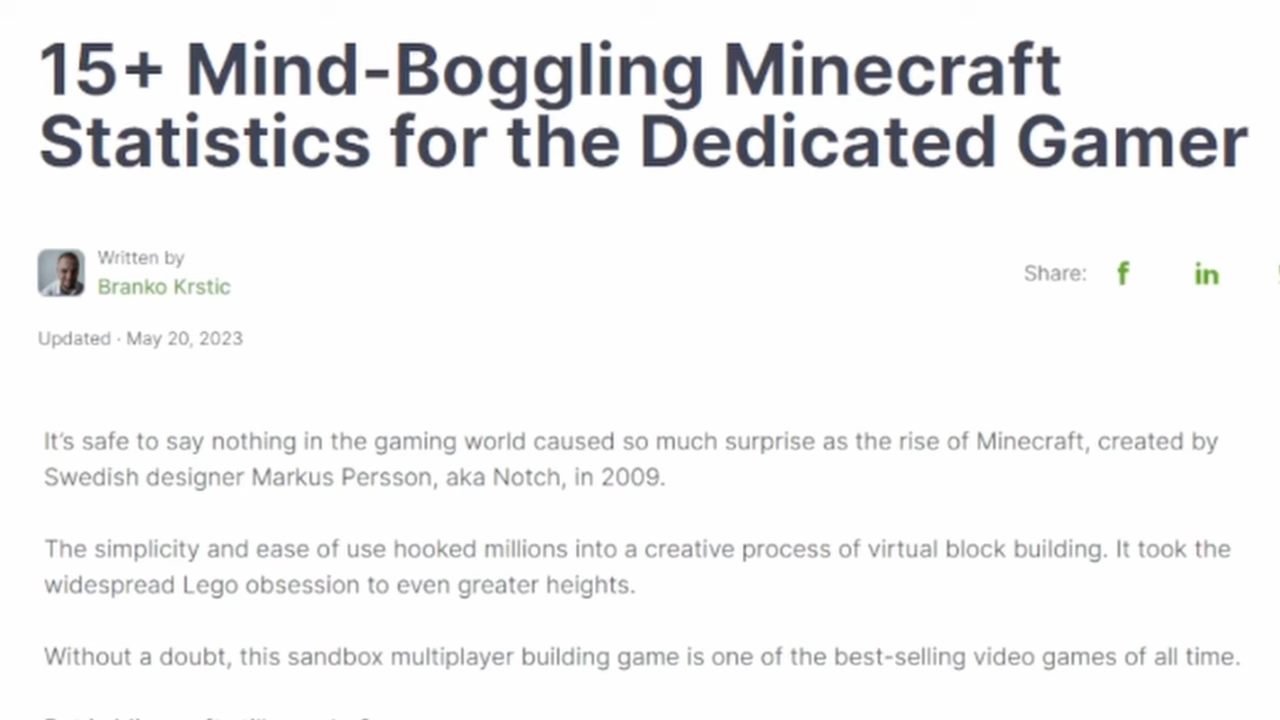 15+ Mind-Boggling Minecraft
Statistics for the Dedicated Gamer
Written by
Branko Krstic
Share:
f
in
Updated · May 20, 2023
It’s safe to say nothing in the gaming world caused so much surprise as the rise of Minecraft, created by
Swedish designer Markus Persson, aka Notch, in 2009.
The simplicity and ease of use hooked millions into a creative process of virtual block building. It took the
widespread Lego obsession to even greater heights.
Without a doubt, this sandbox multiplayer building game is one of the best-selling video games of all time.